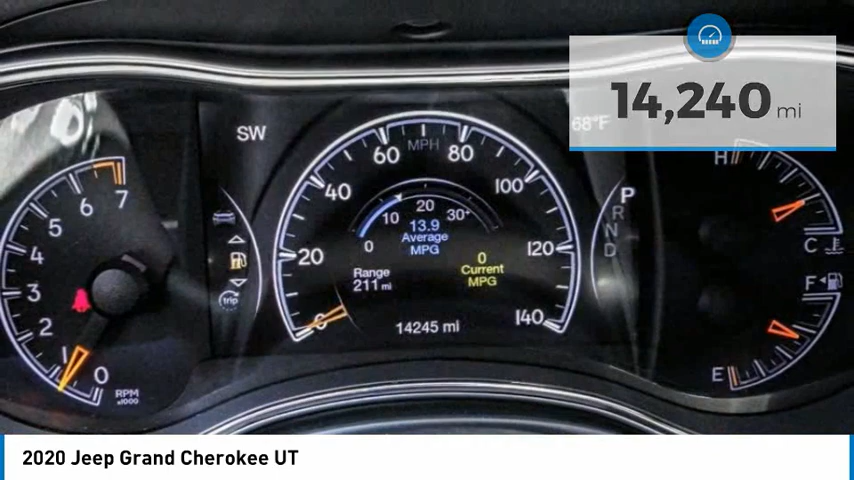 14,240 mi
SW
68°F
MPH
0
20
40
60
80
100
120
140
0
10
20
30+
13.9
Average
MPG
0
Current
MPG
Range
211 mi
14245 mi
trip
0
1
2
3
4
5
6
7
RPM
x1000
P
R
N
D
H
C
F
E
2020 Jeep Grand Cherokee UT